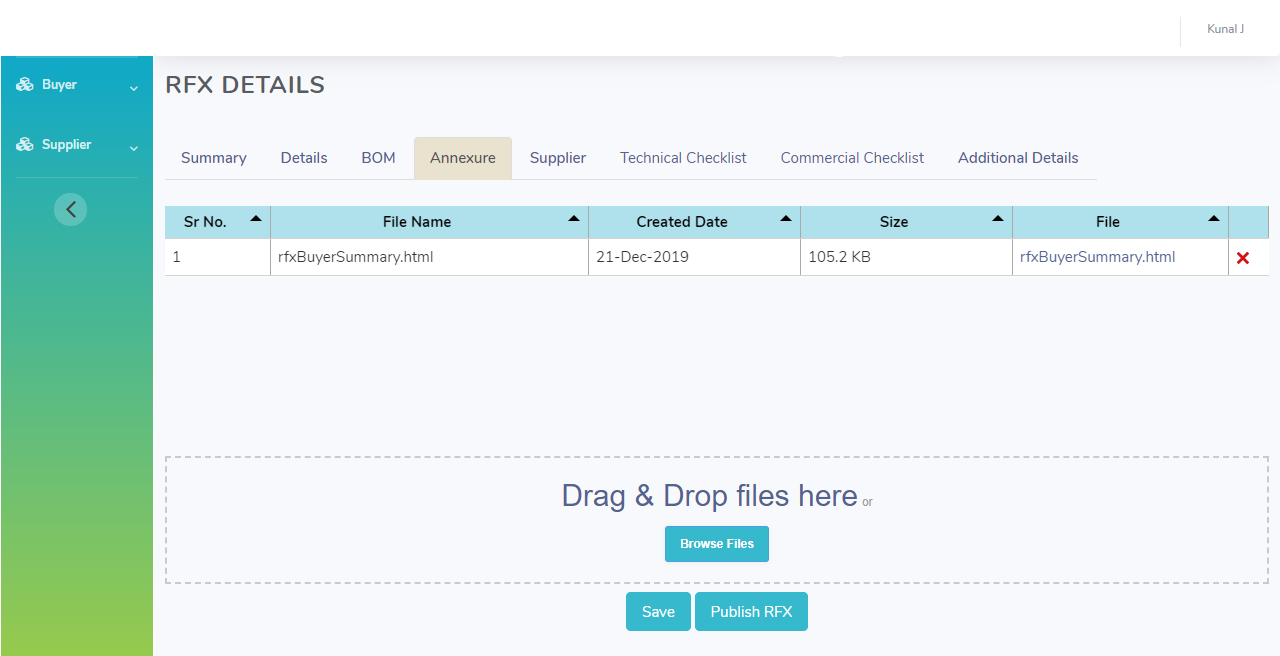 Kunal J
Buyer
Supplier
RFX DETAILS
Summary Details BOM Annexure Supplier Technical Checklist Commercial Checklist Additional Details
Sr No. File Name Created Date Size File
1 rfxBuyerSummary.html 21-Dec-2019 105.2 KB rfxBuyerSummary.html
Drag & Drop files here or
Browse Files
Save Publish RFX